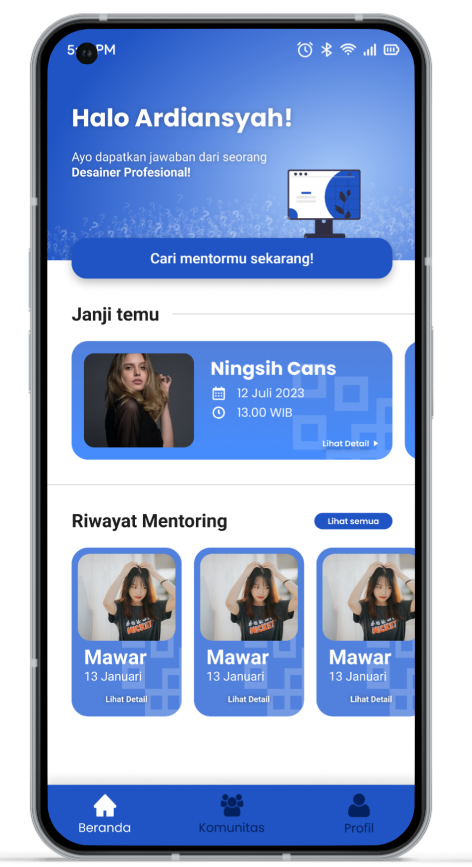 PM
Halo Ardiansyah!
Ayo dapatkan jawaban dari seorang
Desainer Profesional!
Cari mentormu sekarang!
Janji temu
Ningsih Cans
12 Juli 2023
13.00 WIB
Lihat Detail
Riwayat Mentoring
Lihat semua
Mawar
13 Januari
Lihat Detail
Mawar
13 Januari
Lihat Detail
Mawar
13 Januari
Lihat Detail
Beranda
Komunitas
Profil